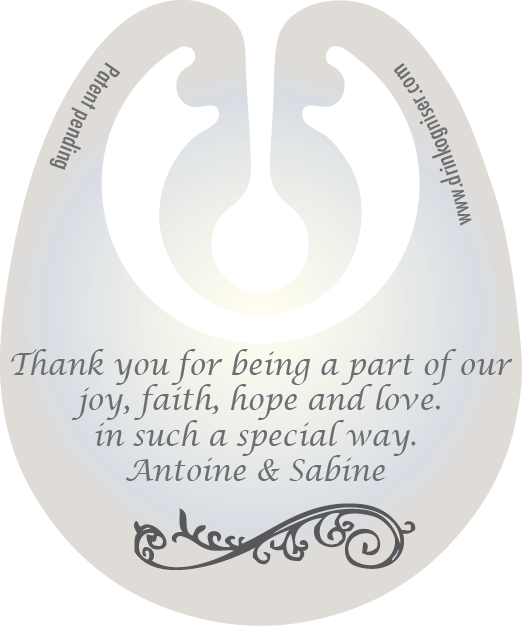 Patent pending
www.drinkogniser.com
Thank you for being a part of our
joy, faith, hope and love.
in such a special way.
Antoine & Sabine